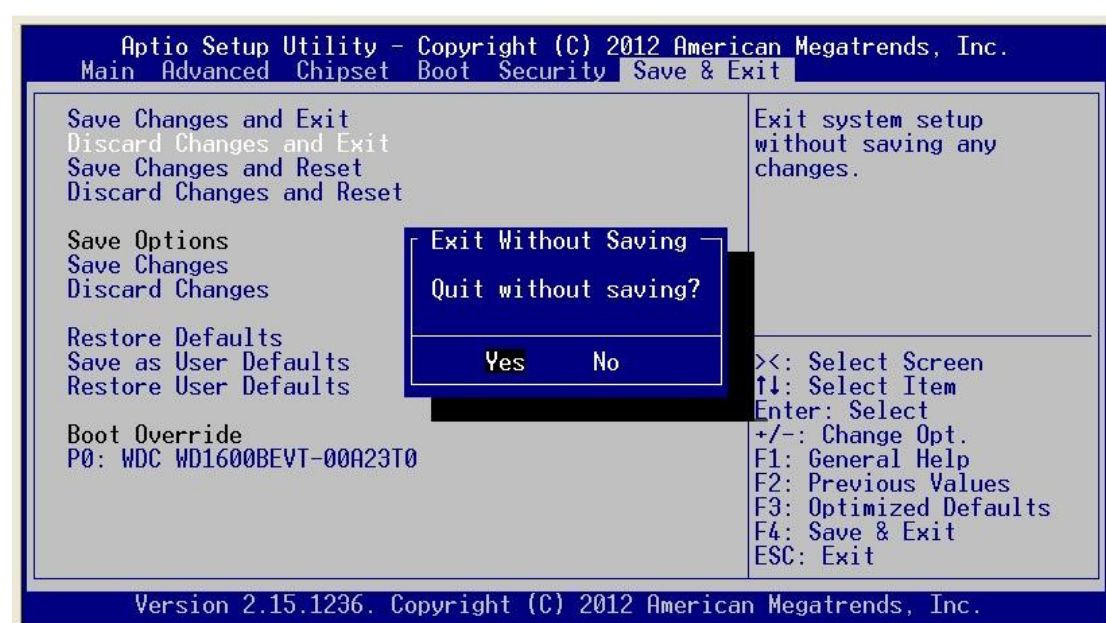 Aptio Setup Utility - Copyright (C) 2012 American Megatrends, Inc.
Main Advanced Chipset Boot Security Save & Exit
Save Changes and Exit
Discard Changes and Exit
Save Changes and Reset
Discard Changes and Reset
Save Options
Save Changes
Discard Changes
Restore Defaults
Save as User Defaults
Restore User Defaults
Boot Override
P0: WDC WD1600BEVT-00A23T0
Exit Without Saving
Quit without saving?
Yes No
Exit system setup
without saving any
changes.
><: Select Screen
↑↓: Select Item
Enter: Select
+/-: Change Opt.
F1: General Help
F2: Previous Values
F3: Optimized Defaults
F4: Save & Exit
ESC: Exit
Version 2.15.1236. Copyright (C) 2012 American Megatrends, Inc.